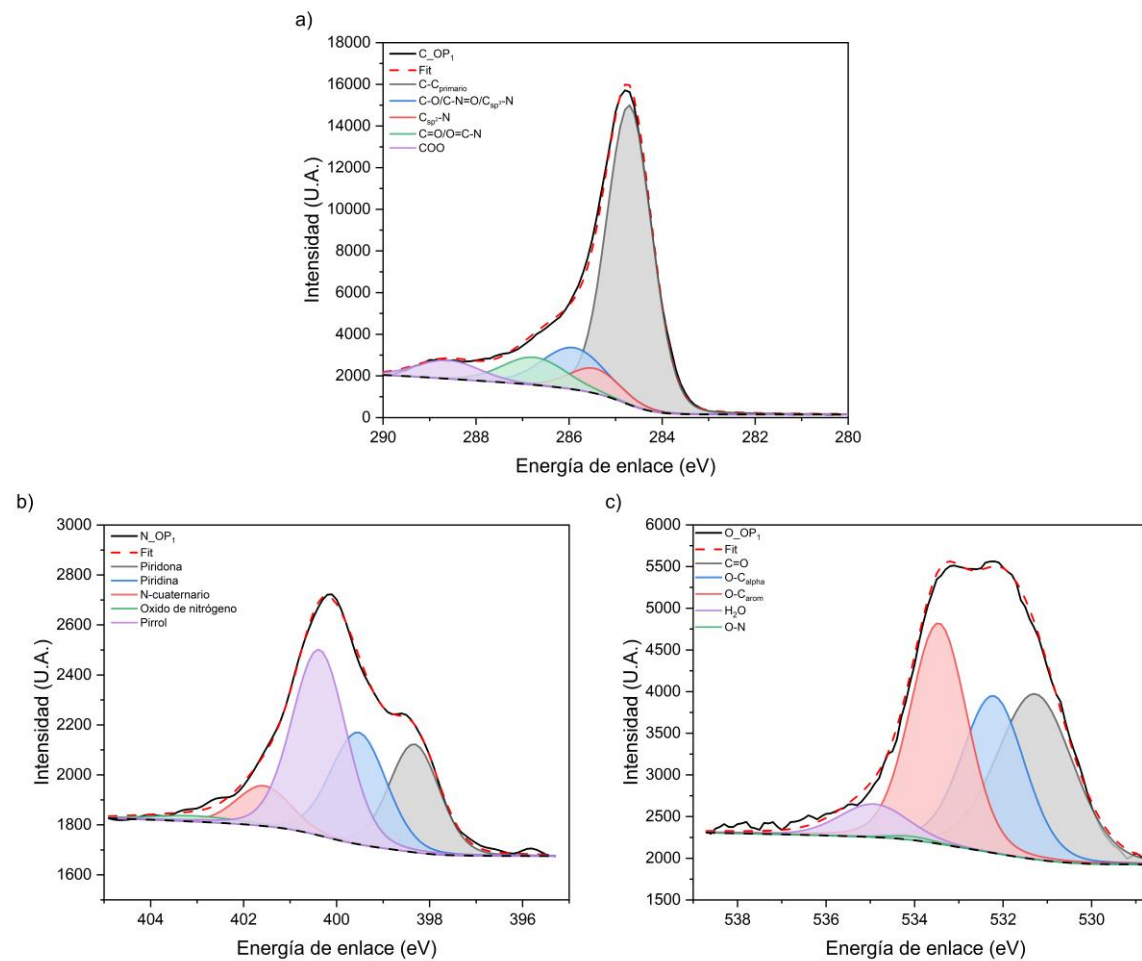 a)
18000
16000
14000
12000
10000
8000
6000
4000
2000
0
Intensidad (U.A.)
C_OP₁
Fit
C-Cprimario
C-O/C-N=O/Csp³-N
Csp²-N
C=O/O=C-N
COO
290 288 286 284 282 280
Energía de enlace (eV)
b)
3000
2800
2600
2400
2200
2000
1800
1600
Intensidad (U.A.)
N_OP₁
Fit
Piridona
Piridina
N-cuaternario
Oxido de nitrógeno
Pirrol
404 402 400 398 396
Energía de enlace (eV)
c)
6000
5500
5000
4500
4000
3500
3000
2500
2000
1500
Intensidad (U.A.)
O_OP₁
Fit
C=O
O-Calpha
O-Carom
H₂O
O-N
538 536 534 532 530
Energía de enlace (eV)